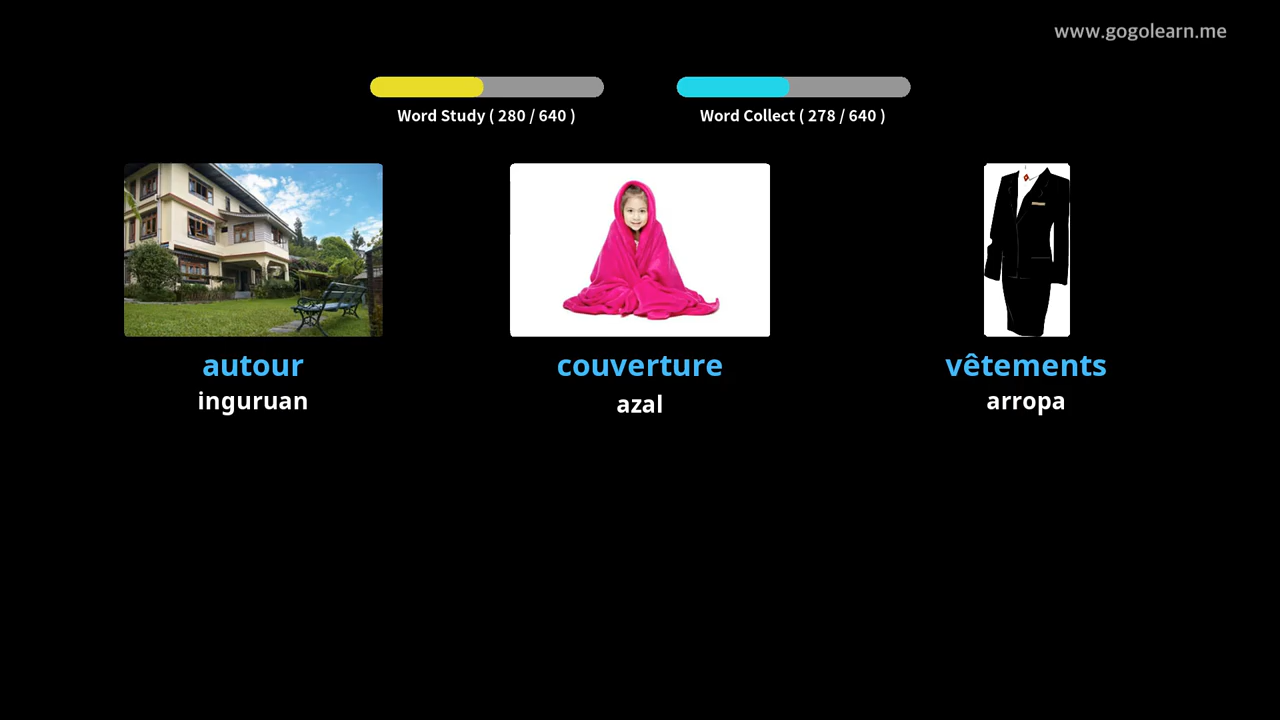 www.gogolearn.me
Word Study ( 280 / 640 )
Word Collect ( 278 / 640 )
autour
couverture
vêtements
inguruan
azal
arropa